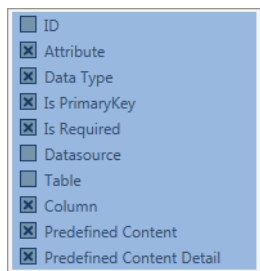 ID
Attribute
Data Type
Is PrimaryKey
Is Required
Datasource
Table
Column
Predefined Content
Predefined Content Detail